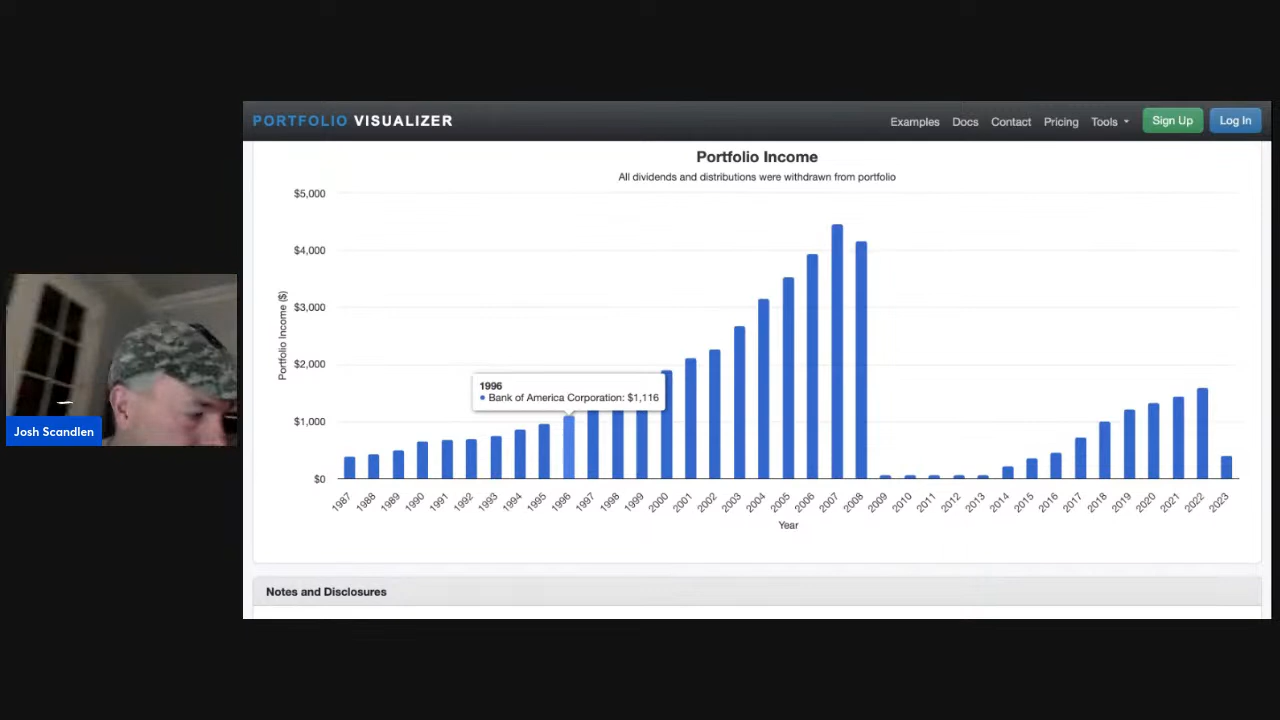 PORTFOLIO VISUALIZER
Examples Docs Contact Pricing Tools Sign Up Log In
Portfolio Income
All dividends and distributions were withdrawn from portfolio
Portfolio Income ($)
$5,000
$4,000
$3,000
$2,000
$1,000
$0
1996
Bank of America Corporation: $1,116
1987 1988 1989 1990 1991 1992 1993 1994 1995 1996 1997 1998 1999 2000 2001 2002 2003 2004 2005 2006 2007 2008 2009 2010 2011 2012 2013 2014 2015 2016 2017 2018 2019 2020 2021 2022 2023
Year
Notes and Disclosures
Josh Scandlen